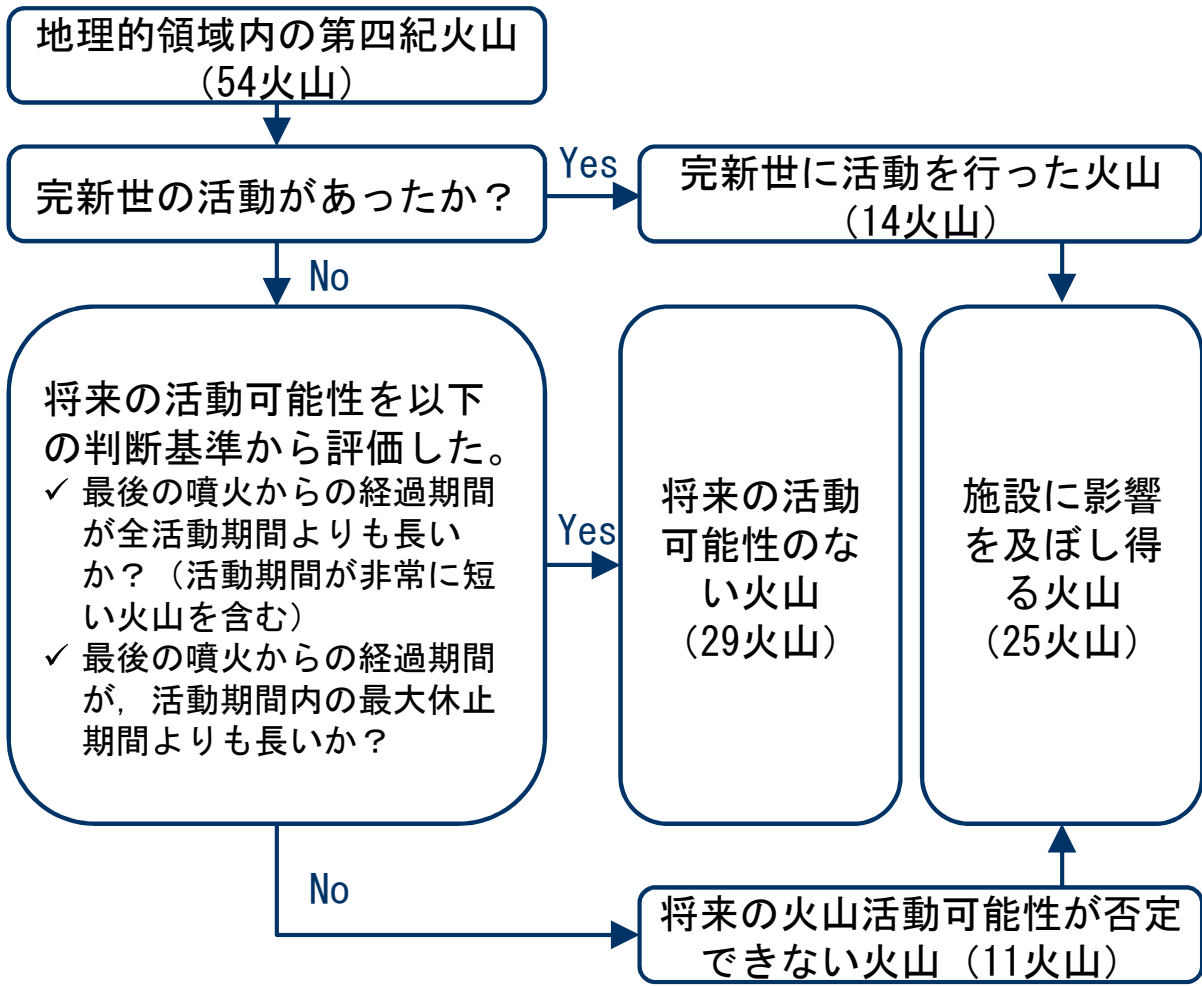 地理的領域内の第四紀火山
（54火山）
完新世の活動があったか？
Yes
完新世に活動を行った火山
（14火山）
No
将来の活動可能性を以下
の判断基準から評価した。
✓ 最後の噴火からの経過期間
が全活動期間よりも長い
か？（活動期間が非常に短
い火山を含む）
✓ 最後の噴火からの経過期間
が，活動期間内の最大休止
期間よりも長いか？
Yes
将来の活動
可能性のな
い火山
（29火山）
施設に影響
を及ぼし得
る火山
（25火山）
No
将来の火山活動可能性が否定
できない火山（11火山）